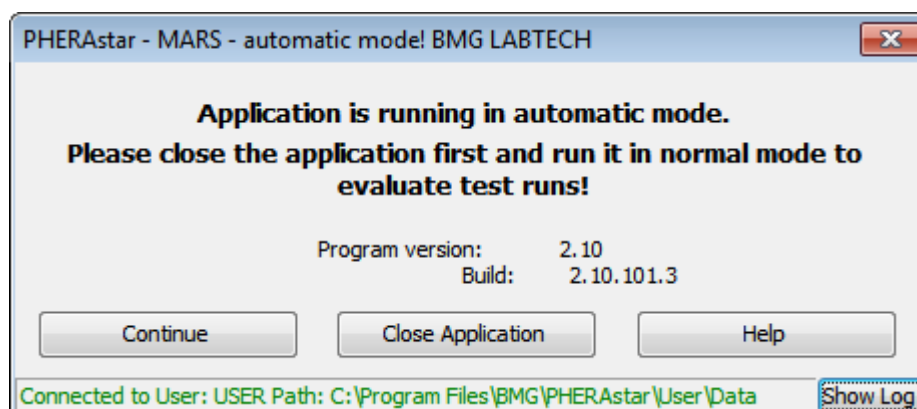 PHERAstar - MARS - automatic mode! BMG LABTECH
Application is running in automatic mode.
Please close the application first and run it in normal mode to
evaluate test runs!
Program version: 2.10
Build: 2.10.101.3
Continue Close Application Help
Connected to User: USER Path: C:\Program Files\BMG\PHERAstar\User\Data Show Log